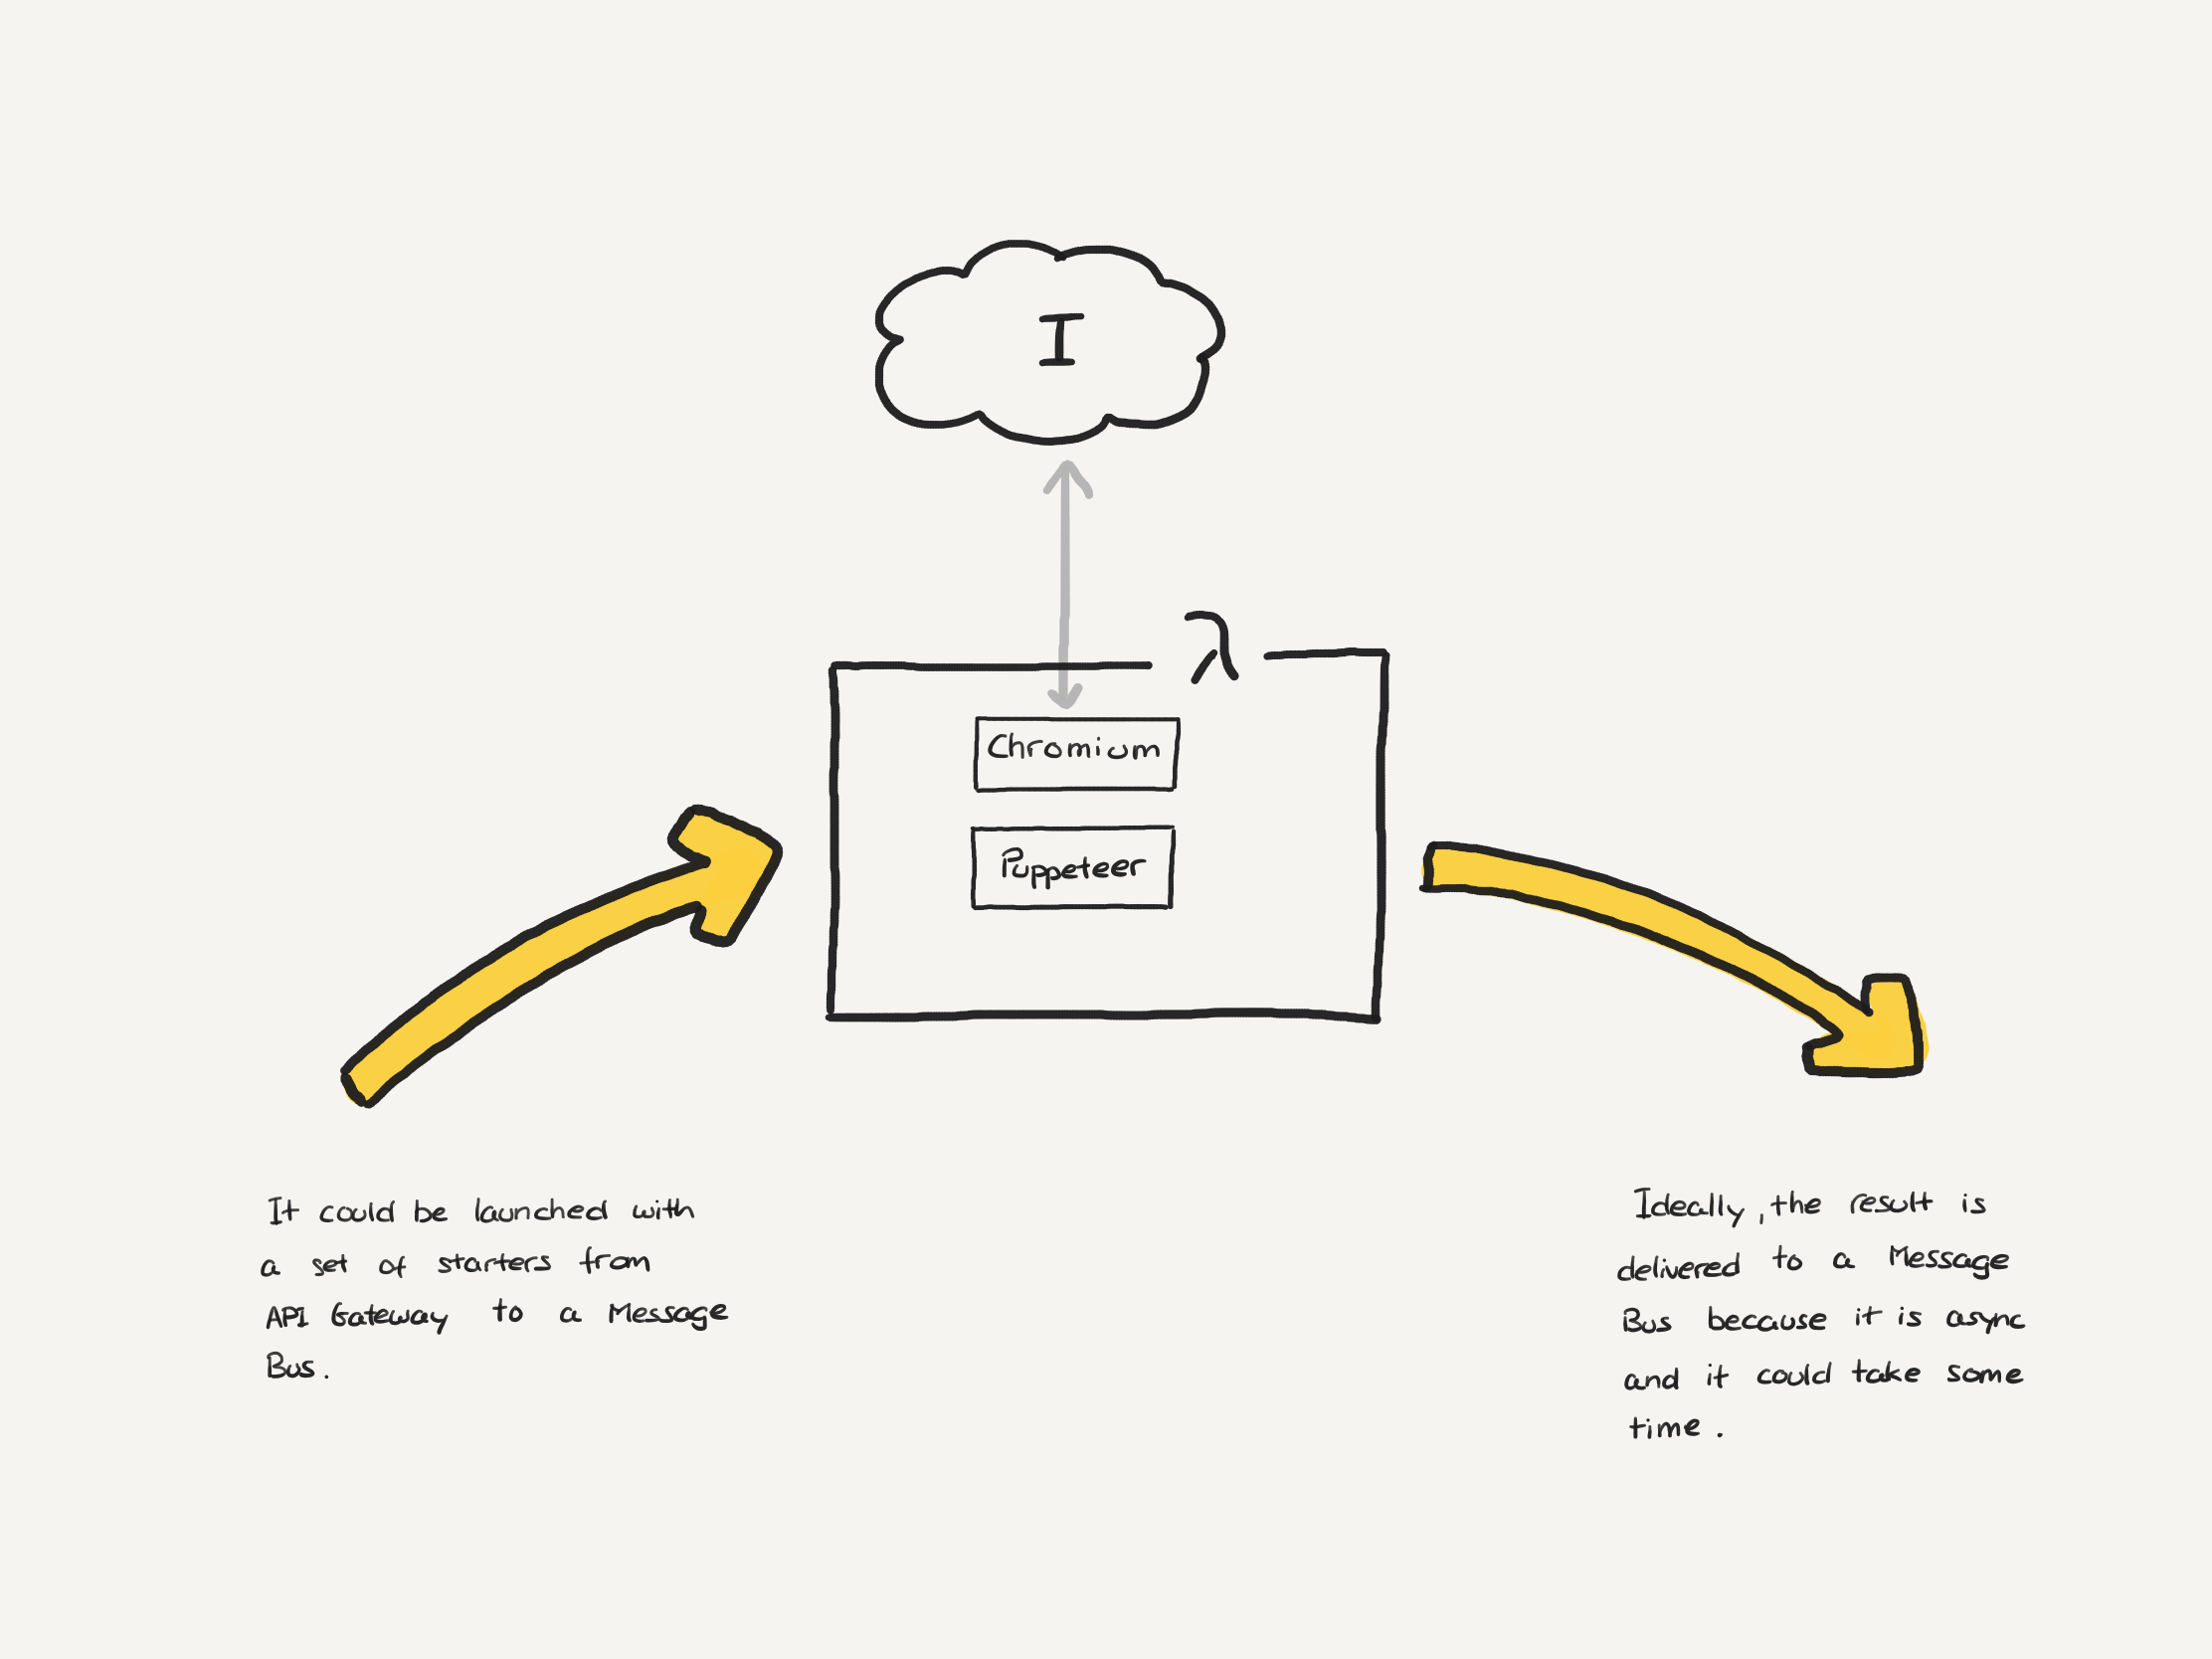 I
λ
Chromium
Puppeteer
It could be launched with
a set of starters from
API Gateway to a Message
Bus.
Ideally, the result is
delivered to a Message
Bus because it is async
and it could take some
time.